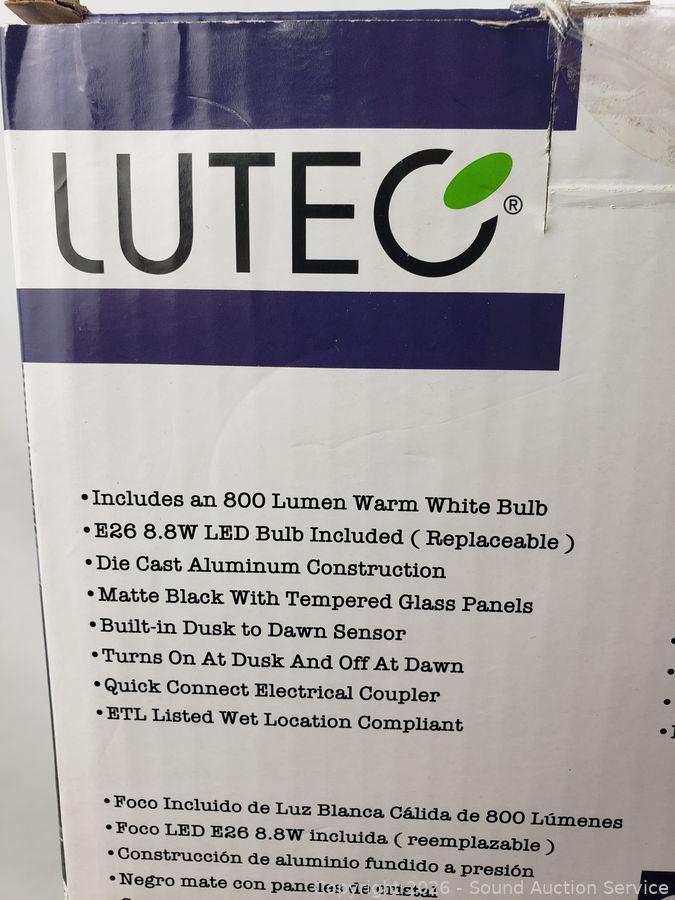 LUTEC®
•Includes an 800 Lumen Warm White Bulb
•E26 8.8W LED Bulb Included ( Replaceable )
•Die Cast Aluminum Construction
•Matte Black With Tempered Glass Panels
•Built-in Dusk to Dawn Sensor
•Turns On At Dusk And Off At Dawn
•Quick Connect Electrical Coupler
•ETL Listed Wet Location Compliant
•Foco Incluido de Luz Blanca Cálida de 800 Lúmenes
•Foco LED E26 8.8W incluida ( reemplazable )
•Construcción de aluminio fundido a presión
•Negro mate con paneles de cristal
Copyright 2026 - Sound Auction Service